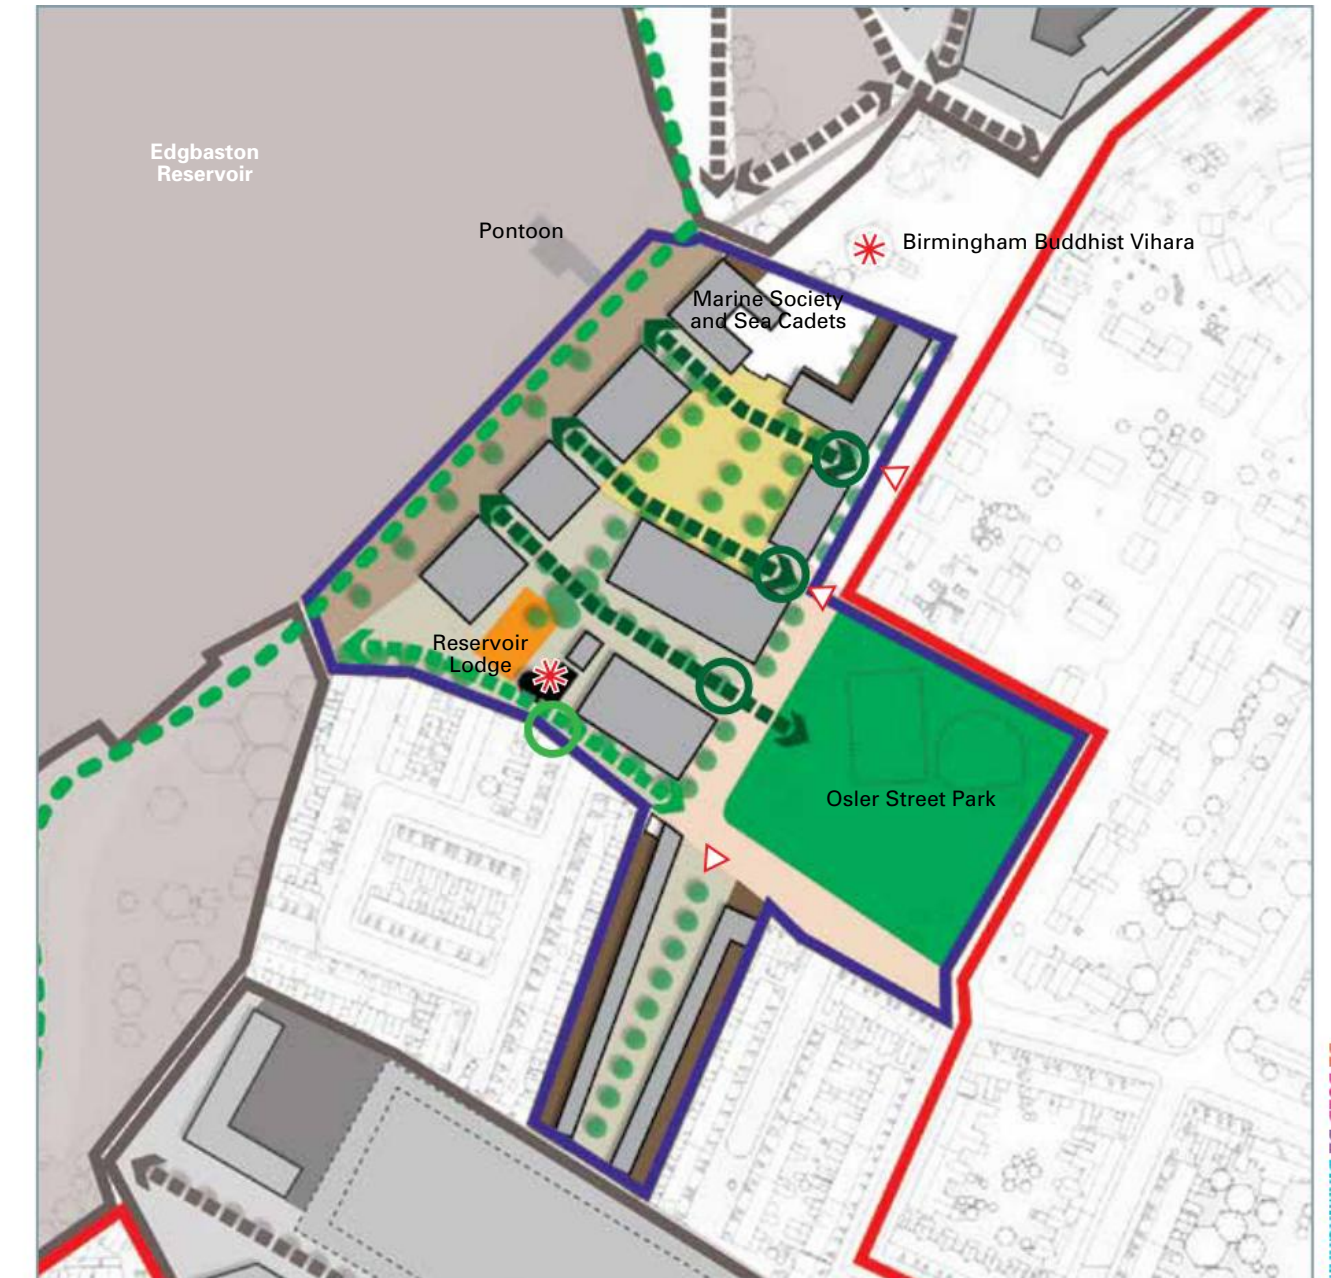 Edgbaston
Reservoir
Pontoon
Birmingham Buddhist Vihara
Marine Society
and Sea Cadets
Reservoir
Lodge
Osler Street Park